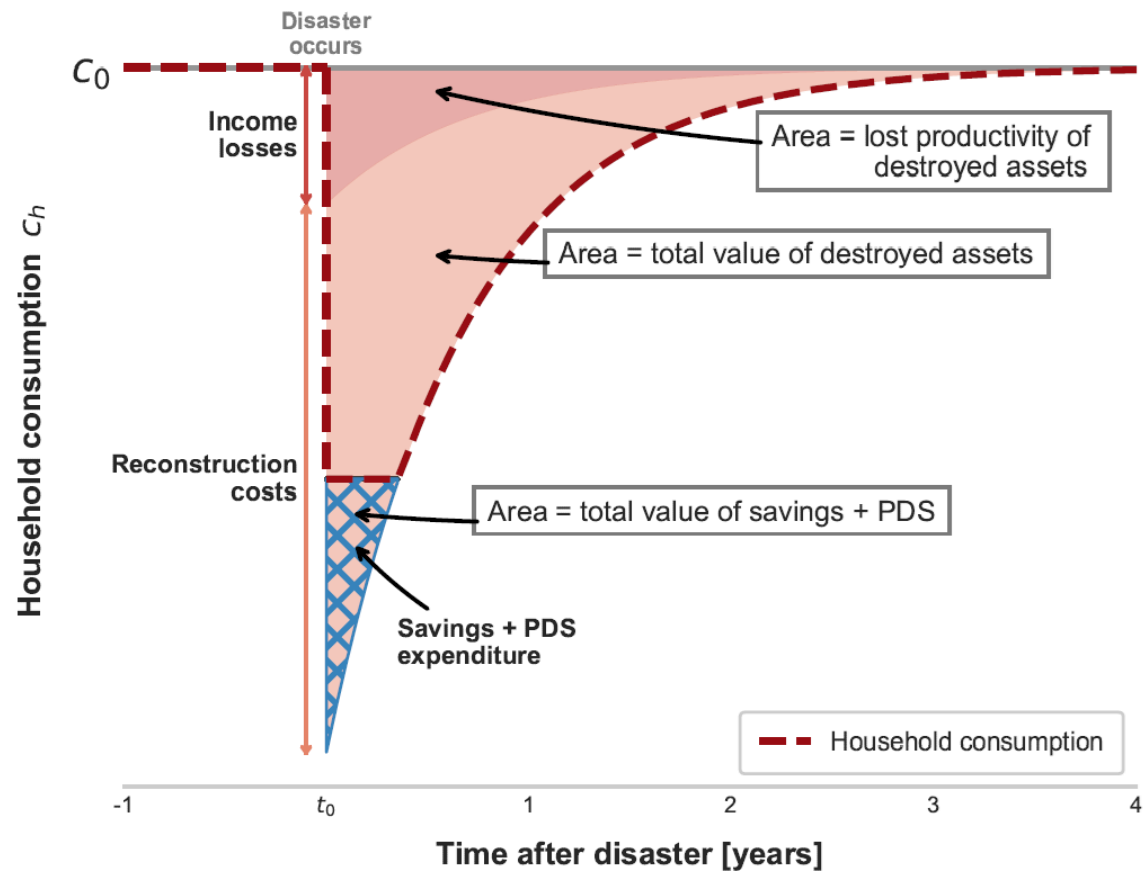 Disaster
occurs
C₀
Income
losses
Area = lost productivity of
destroyed assets
Area = total value of destroyed assets
Household consumption cₕ
Reconstruction
costs
Area = total value of savings + PDS
Savings + PDS
expenditure
Household consumption
-1
t₀
1
2
3
4
Time after disaster [years]